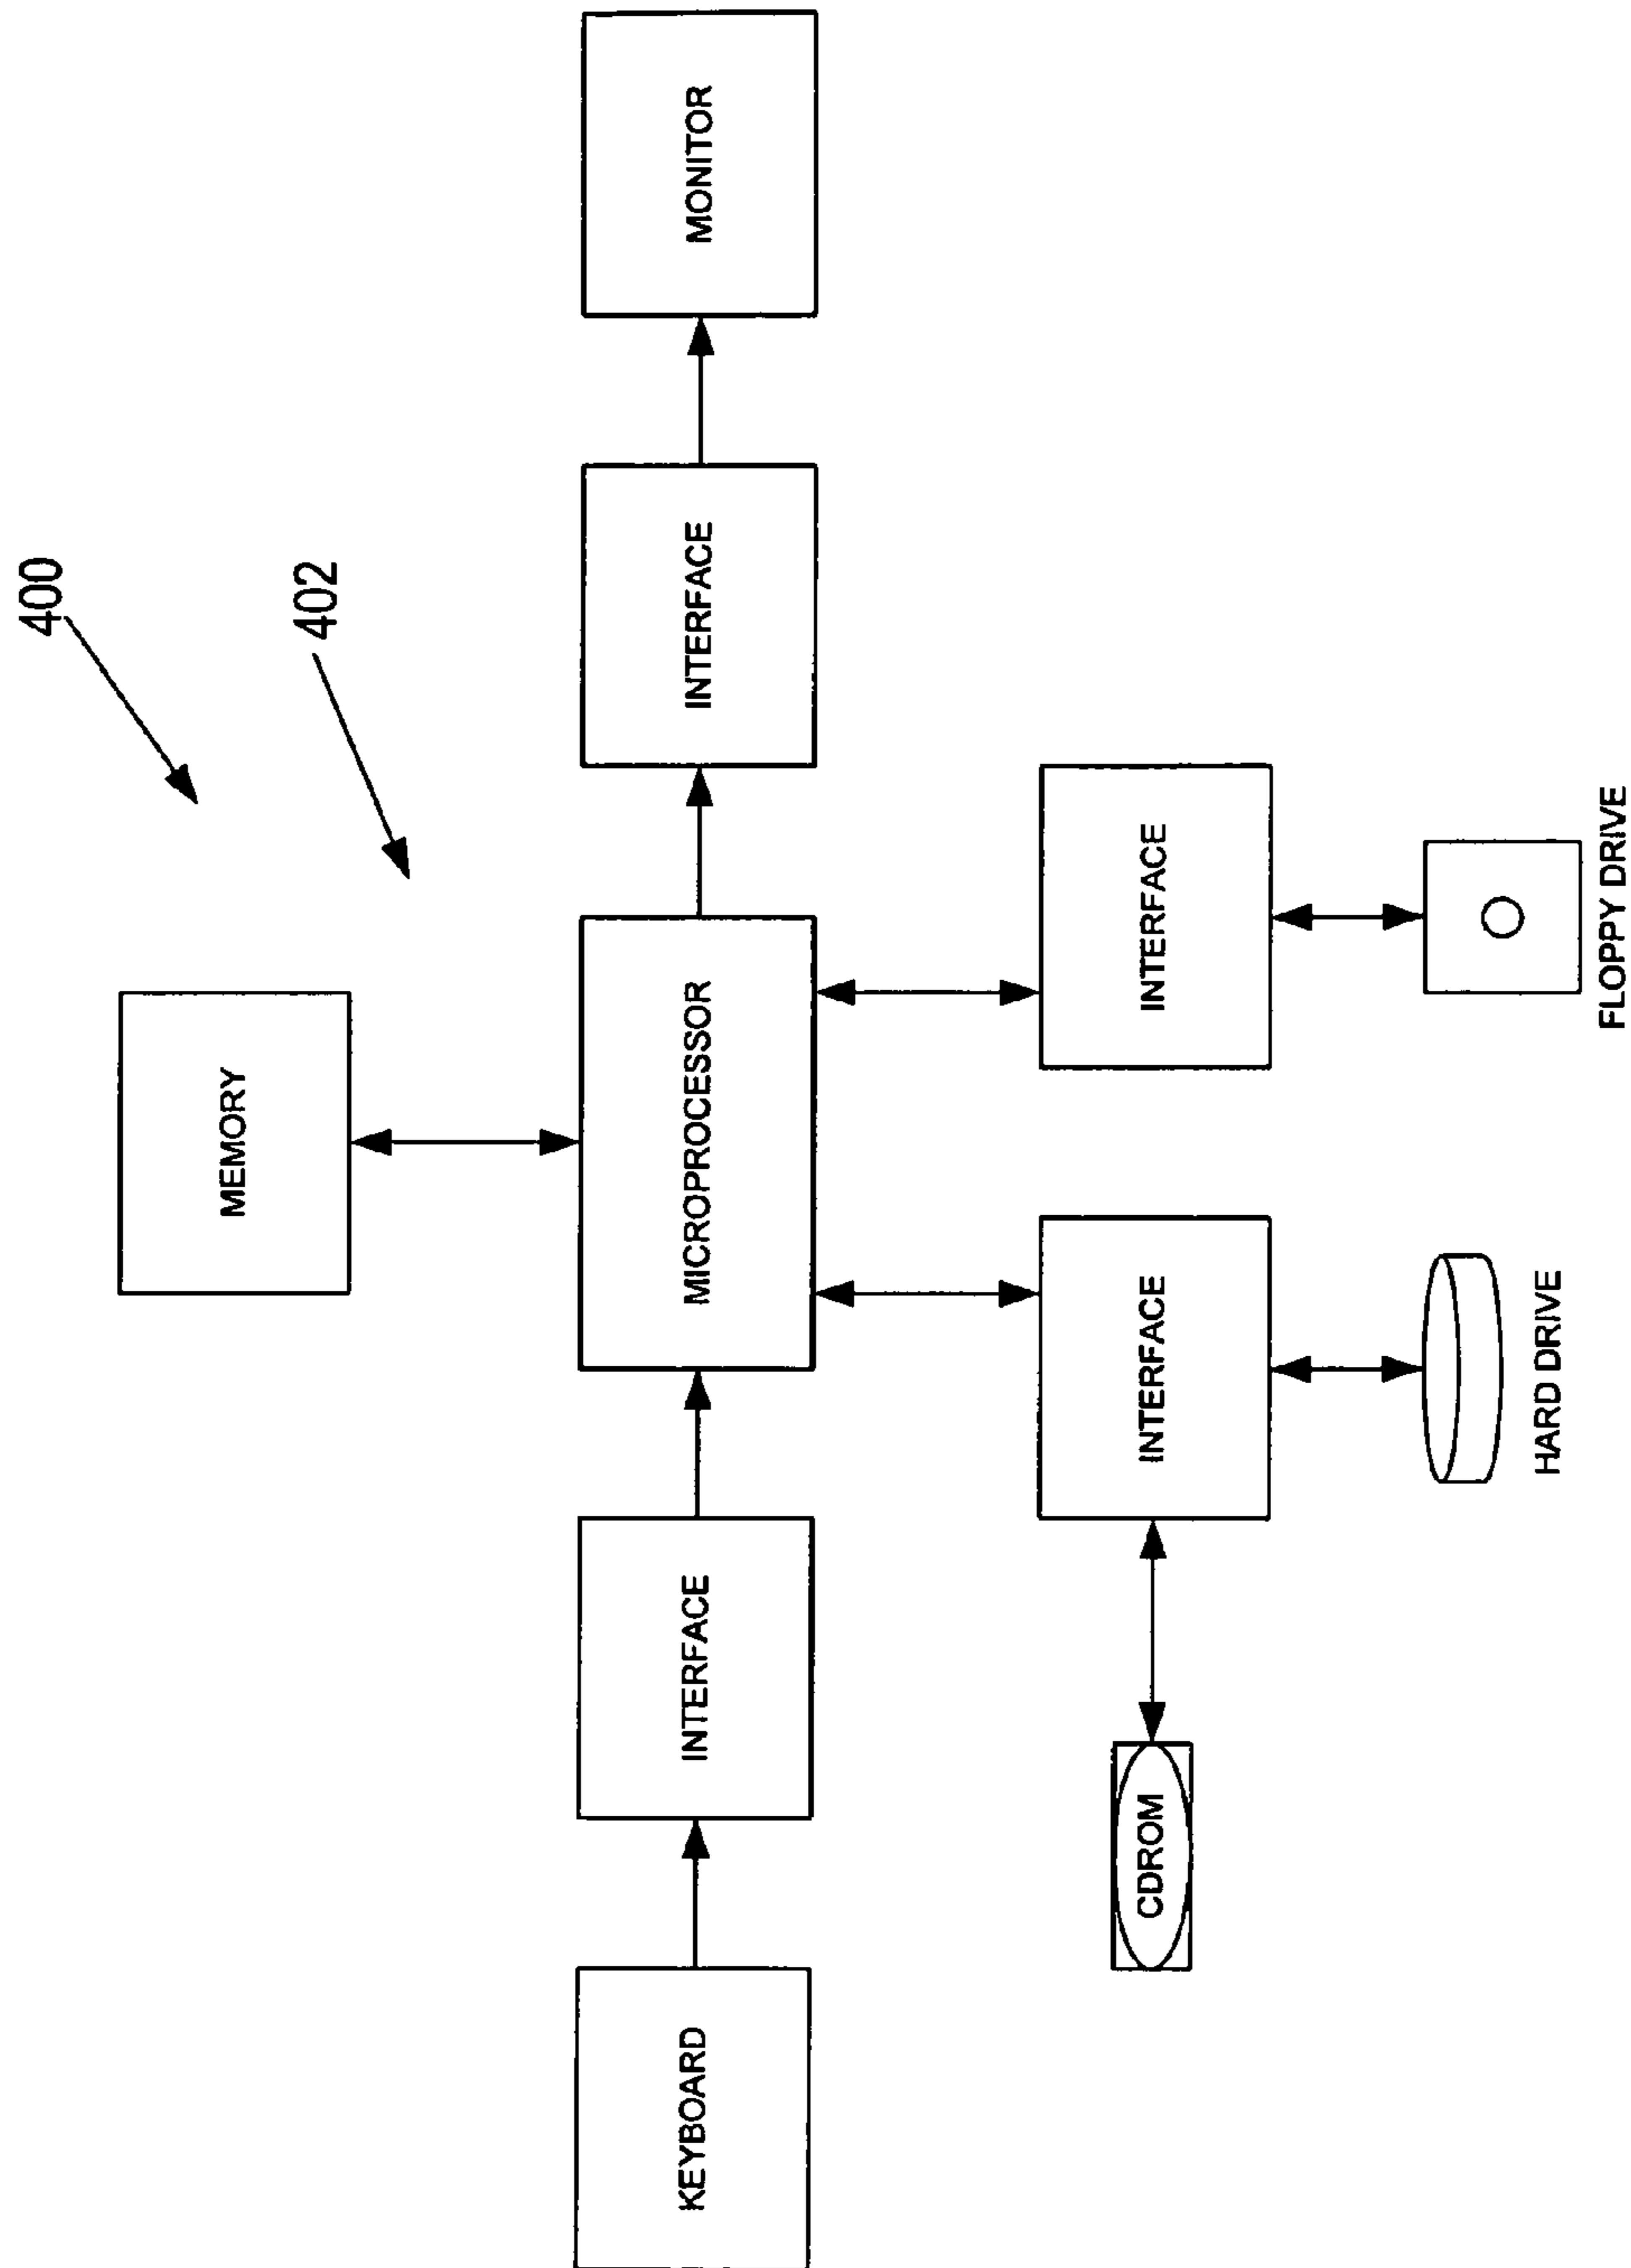 400
402
MEMORY
KEYBOARD
INTERFACE
MICROPROCESSOR
INTERFACE
MONITOR
CDROM
INTERFACE
INTERFACE
HARD DRIVE
FLOPPY DRIVE